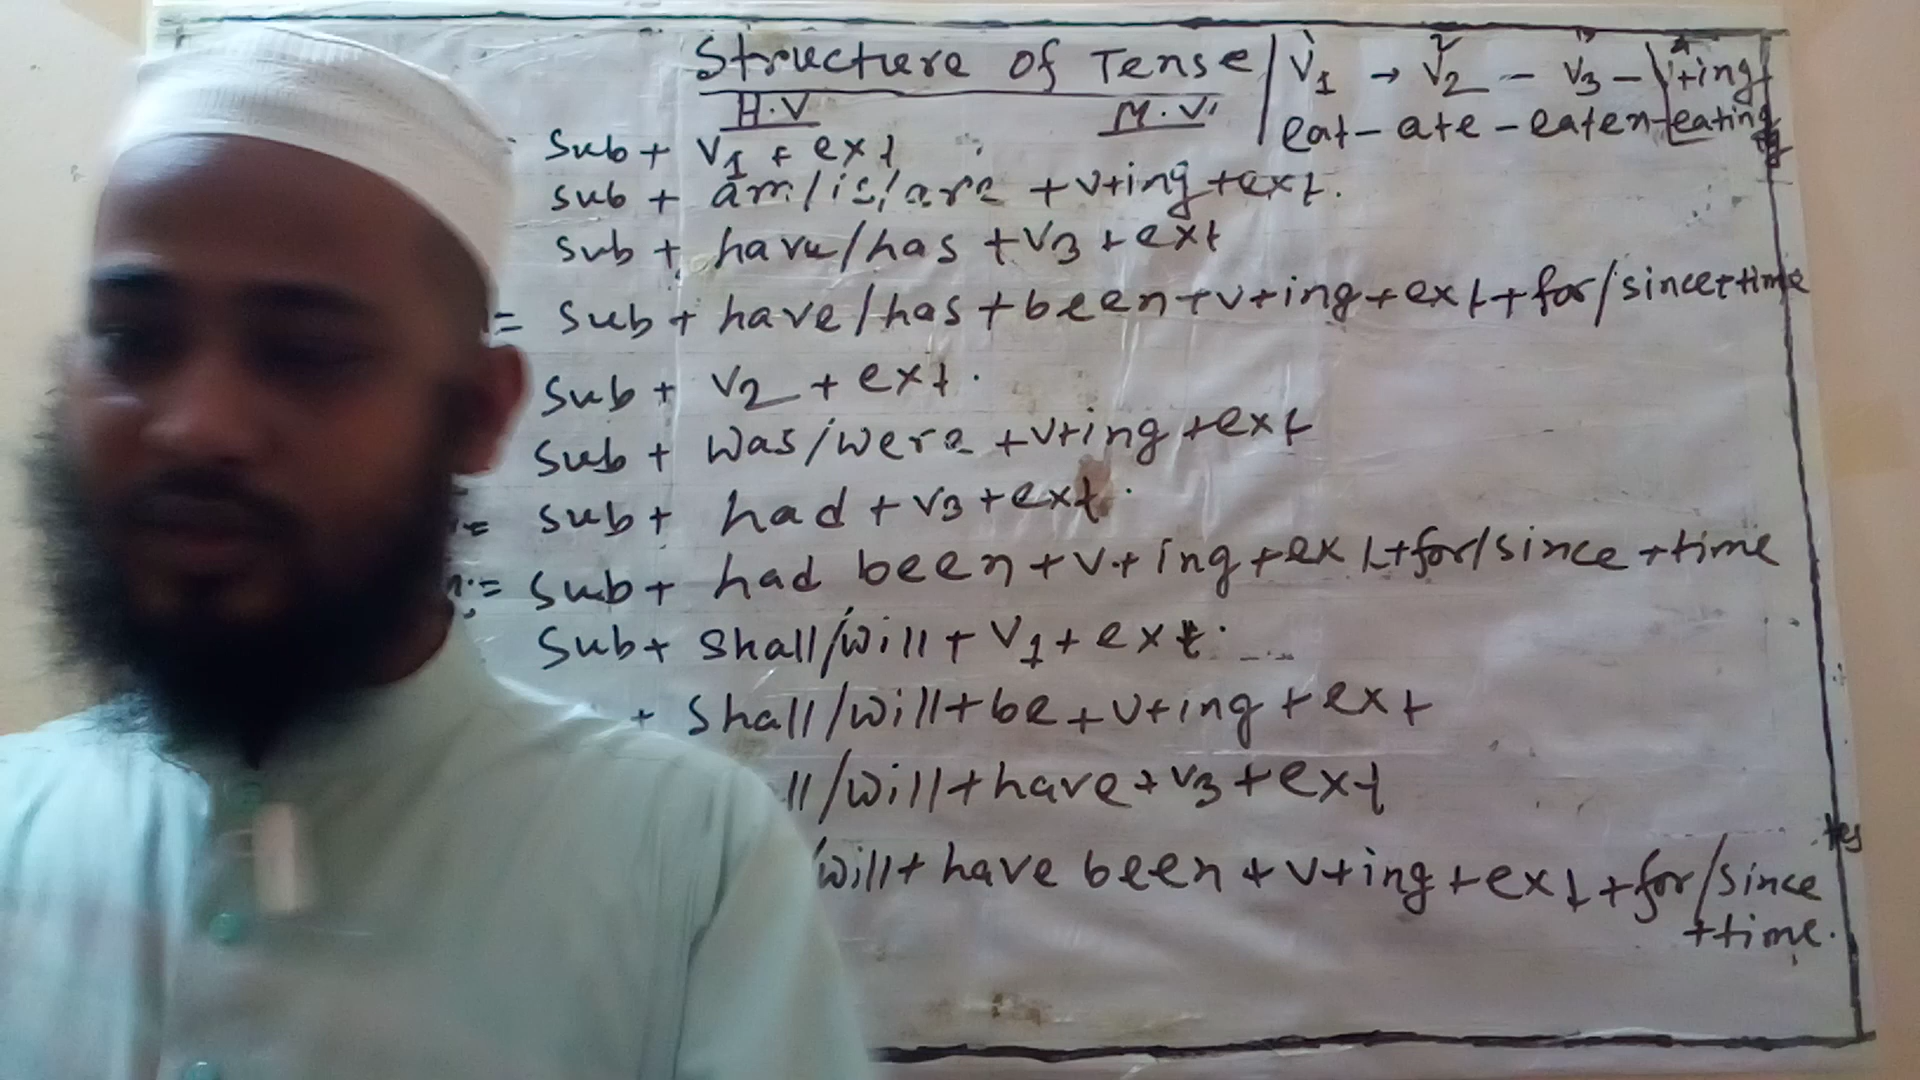 Structure of Tense
H.V M.V.
V1 → V2 – V3 – V+ing
eat – ate – eaten – eating
= Sub + V1 + ext
sub + am/is/are + v+ing + ext.
sub + have/has + V3 + ext
= Sub + have/has + been + v+ing + ext + for/since + time
Sub + V2 + ext.
Sub + was/were + v+ing + ext
:= sub + had + V3 + ext.
n:= Sub + had been + v+ing + ext + for/since + time
Sub + Shall/will + V1 + ext.
+ Shall/will + be + v+ing + ext
ll/will + have + V3 + ext
/will + have been + v+ing + ext + for/since
+ time.